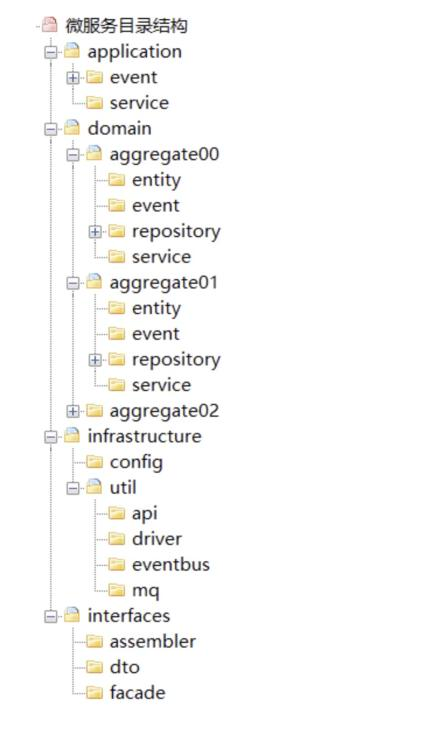 微服务目录结构
application
event
service
domain
aggregate00
entity
event
repository
service
aggregate01
entity
event
repository
service
aggregate02
infrastructure
config
util
api
driver
eventbus
mq
interfaces
assembler
dto
facade